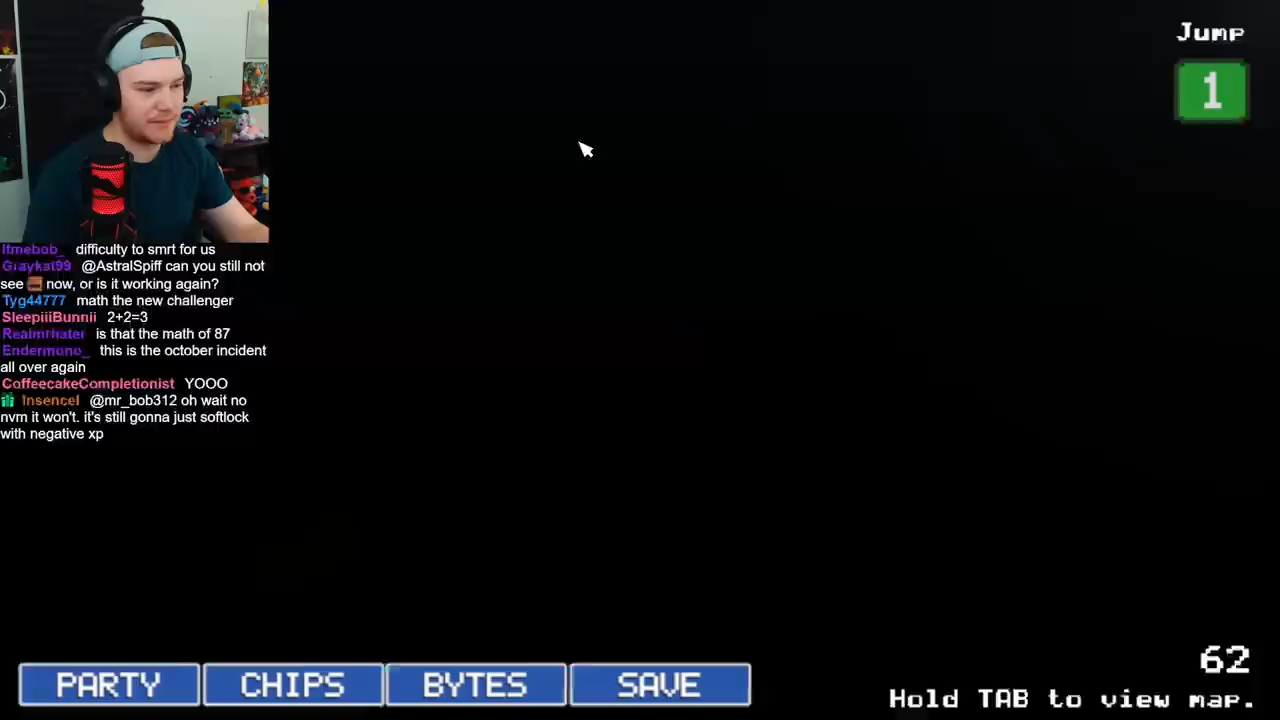 Jump
1
ltmebob_ difficulty to smrt for us
Graykat99 @AstralSpiff can you still not
see now, or is it working again?
Tyg44777 math the new challenger
SleepiiiBunnii 2+2=3
Realmrhater is that the math of 87
Endermono_ this is the october incident
all over again
CoffeecakeCompletionist YOOO
Insencel @mr_bob312 oh wait no
nvm it won't. it's still gonna just softlock
with negative xp
62
PARTY CHIPS BYTES SAVE
Hold TAB to view map.